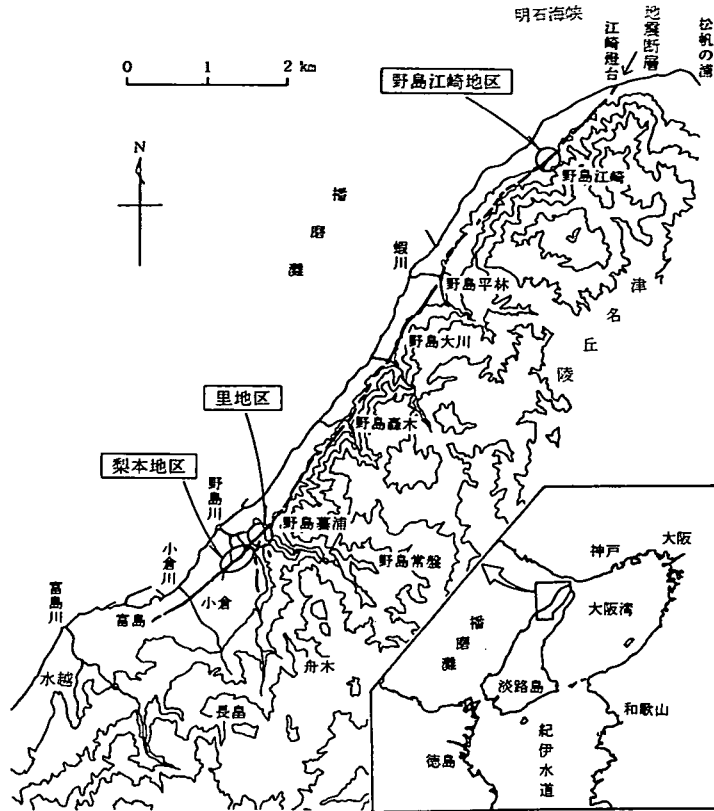 明石海峡
江崎燈台
地震断層
松帆の浦
0 1 2 km
野島江崎地区
N
播磨灘
野島江崎
蝦川
野島平林
津名丘陵
野島大川
里地区
野島轟木
梨本地区
野島川
野島蟇浦
野島常盤
小倉川
小倉
富島川
富島
舟木
水越
長畠
神戸
大阪
大阪湾
播磨灘
淡路島
和歌山
紀伊水道
徳島